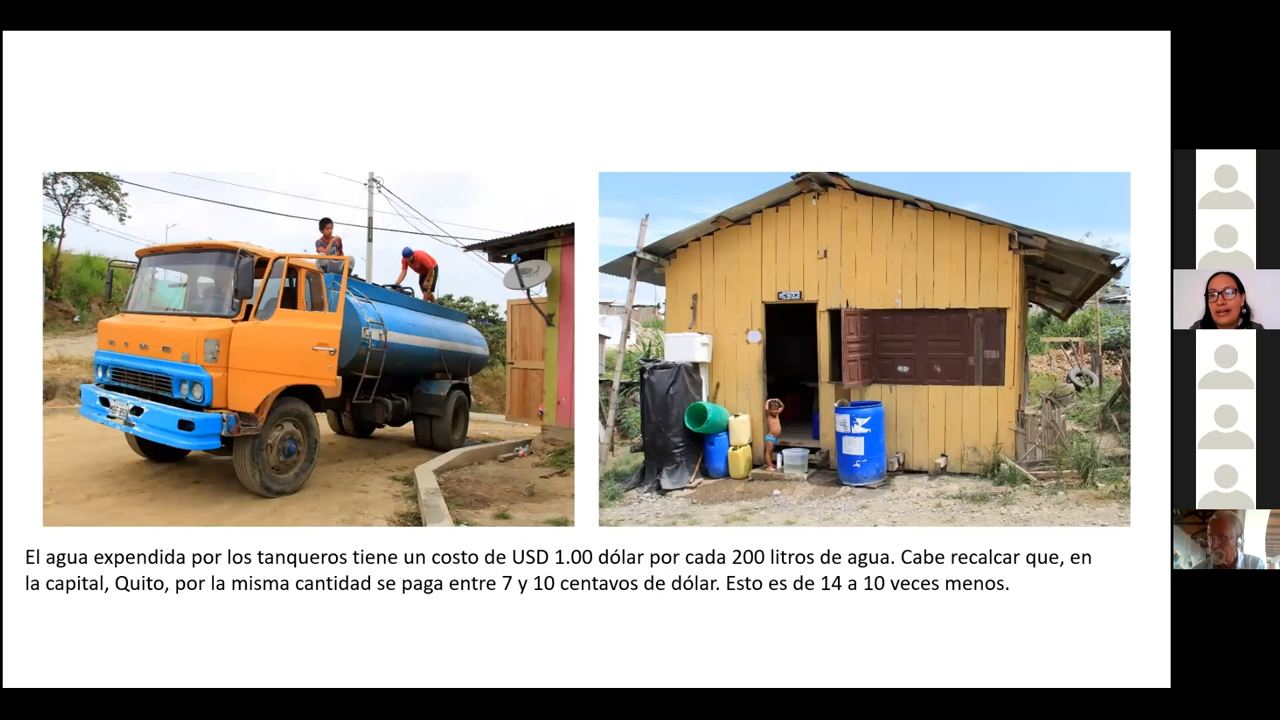 El agua expendida por los tanqueros tiene un costo de USD 1.00 dólar por cada 200 litros de agua. Cabe recalcar que, en
la capital, Quito, por la misma cantidad se paga entre 7 y 10 centavos de dólar. Esto es de 14 a 10 veces menos.